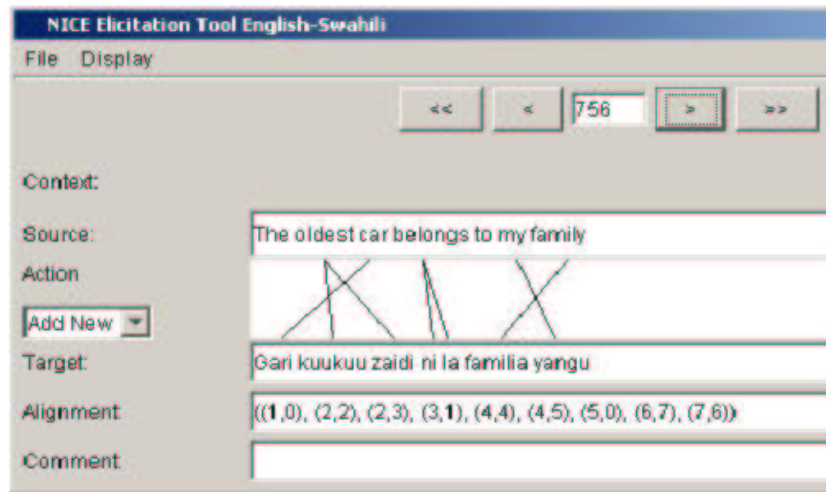 NICE Elicitation Tool English-Swahili
File Display
<< < 756 > >>
Context:
Source: The oldest car belongs to my family
Action
Add New
Target: Gari kuukuu zaidi ni la familia yangu
Alignment ((1,0), (2,2), (2,3), (3,1), (4,4), (4,5), (5,0), (6,7), (7,6))
Comment